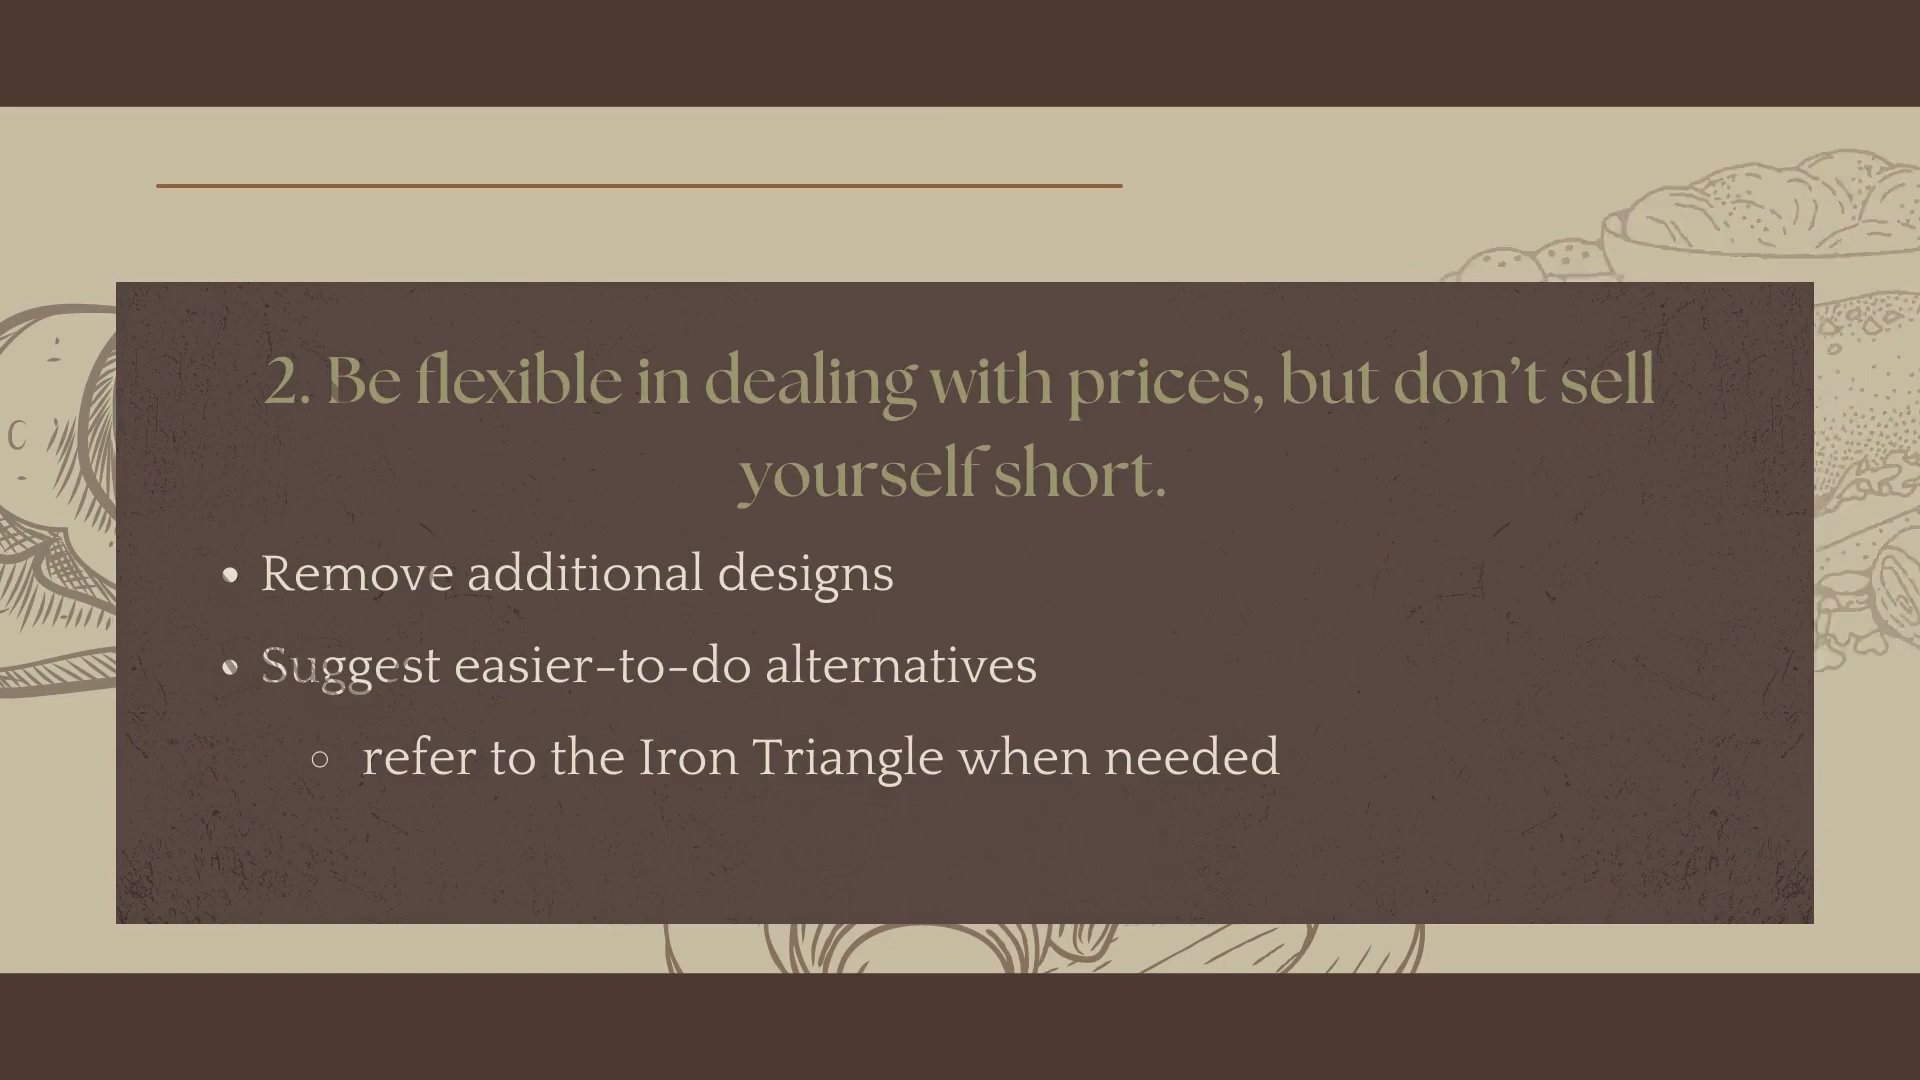 2. Be flexible in dealing with prices, but don’t sell
yourself short.
• Remove additional designs
• Suggest easier-to-do alternatives
○ refer to the Iron Triangle when needed